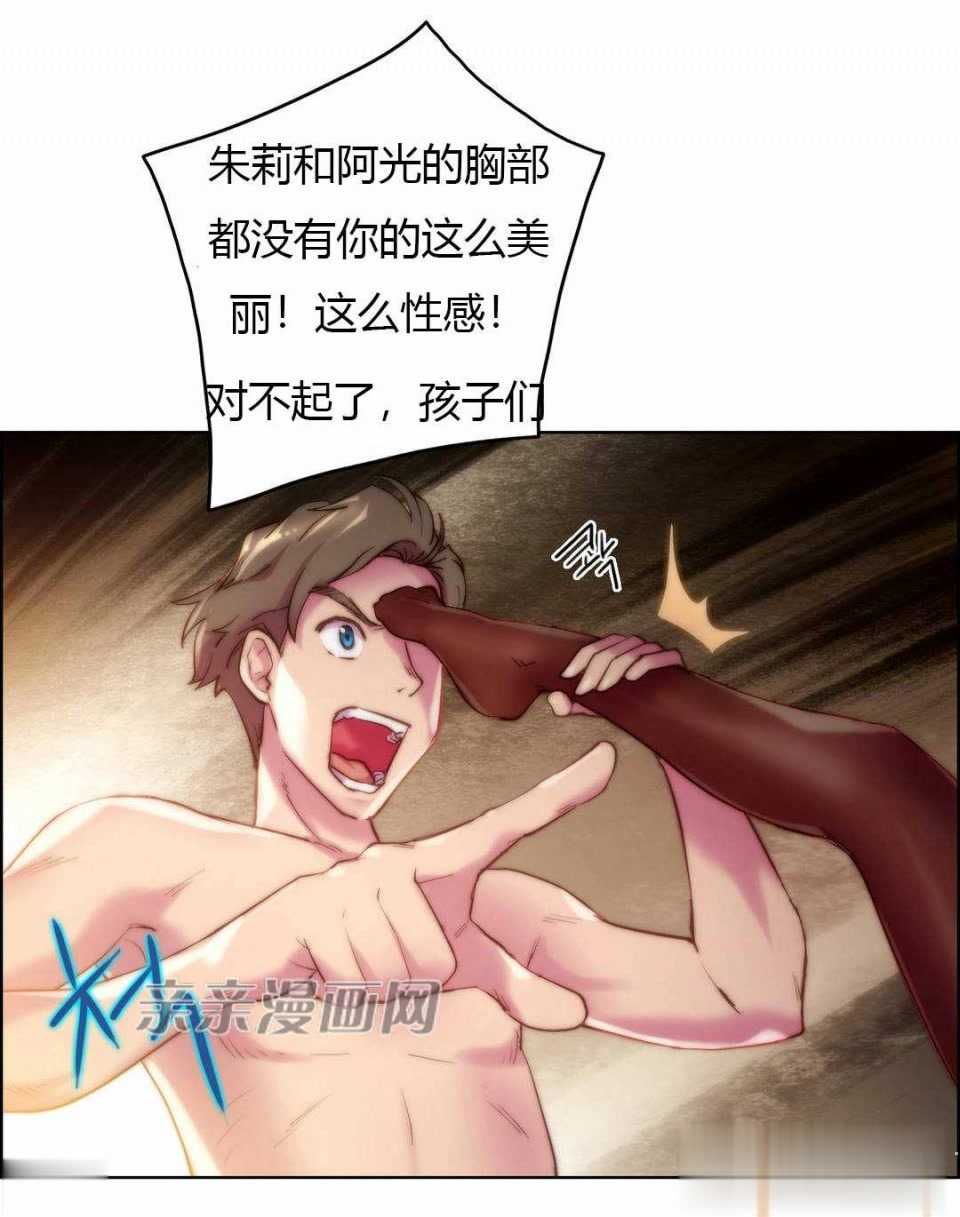 朱莉和阿光的胸部
都没有你的这么美
丽！这么性感！
对不起了，孩子们
亲亲漫画网